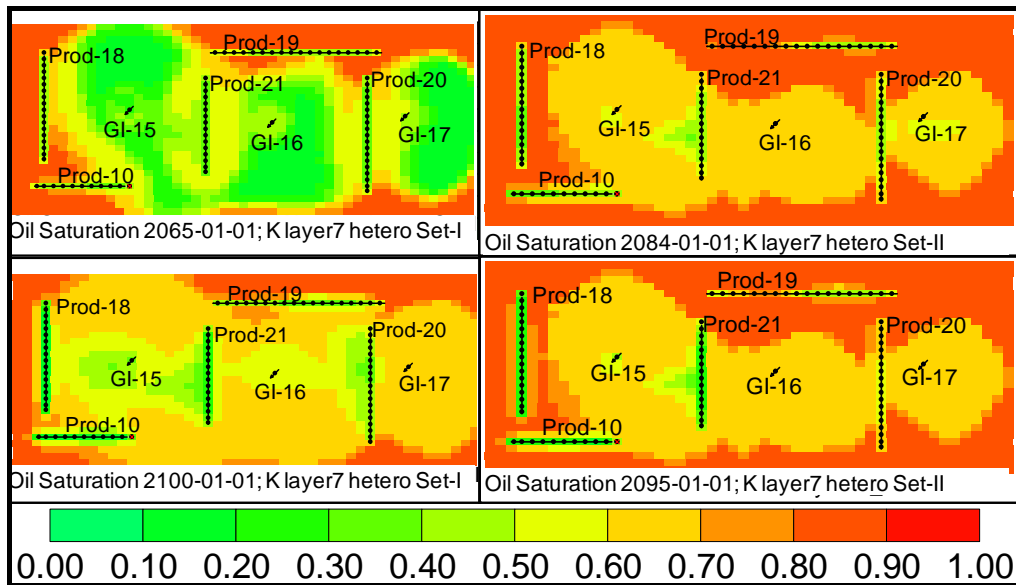 Prod-18
Prod-19
Prod-21
Prod-20
GI-15
GI-16
GI-17
Prod-10
Oil Saturation 2065-01-01; K layer7 hetero Set-I
Prod-18
Prod-19
Prod-21
Prod-20
GI-15
GI-16
GI-17
Prod-10
Oil Saturation 2084-01-01; K layer7 hetero Set-II
Prod-18
Prod-19
Prod-21
Prod-20
GI-15
GI-16
GI-17
Prod-10
Oil Saturation 2100-01-01; K layer7 hetero Set-I
Prod-18
Prod-19
Prod-21
Prod-20
GI-15
GI-16
GI-17
Prod-10
Oil Saturation 2095-01-01; K layer7 hetero Set-II
0.00 0.10 0.20 0.30 0.40 0.50 0.60 0.70 0.80 0.90 1.00